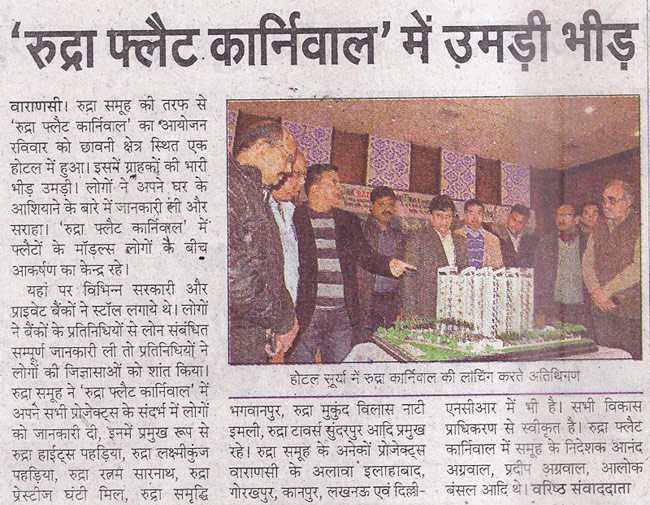 ‘रुद्रा फ्लैट कार्निवाल’ में उमड़ी भीड़
वाराणसी। रुद्रा समूह की तरफ से
‘रुद्रा फ्लैट कार्निवाल’ का आयोजन
रविवार को छावनी क्षेत्र स्थित एक
होटल में हुआ। इसमें ग्राहकों की भारी
भीड़ उमड़ी। लोगों ने अपने घर के
आशियाने के बारे में जानकारी ली और
सराहा। ‘रुद्रा फ्लैट कार्निवाल’ में
फ्लैटों के मॉडल्स लोगों के बीच
आकर्षण का केन्द्र रहे।
यहां पर विभिन्न सरकारी और
प्राइवेट बैंकों ने स्टॉल लगाये थे। लोगों
ने बैंकों के प्रतिनिधियों से लोन संबंधित
सम्पूर्ण जानकारी ली तो प्रतिनिधियों ने
लोगों की जिज्ञासाओं को शांत किया।
रुद्रा समूह ने ‘रुद्रा फ्लैट कार्निवाल’ में
अपने सभी प्रोजेक्ट्स के संदर्भ में लोगों
को जानकारी दी, इनमें प्रमुख रूप से
रुद्रा हाईट्स पहड़िया, रुद्रा लक्ष्मीकुंज
पहड़िया, रुद्रा रत्नम सारनाथ, रुद्रा
प्रेस्टीज घंटी मिल, रुद्रा समृद्धि
होटल सूर्या में रुद्रा कार्निवाल की लांचिंग करते अतिथिगण
भगवानपुर, रुद्रा मुकुंद विलास नाटी
इमली, रुद्रा टावर्स सुंदरपुर आदि प्रमुख
रहे। रुद्रा समूह के अनेकों प्रोजेक्ट्स
वाराणसी के अलावा इलाहाबाद,
गोरखपुर, कानपुर, लखनऊ एवं दिल्ली-
एनसीआर में भी है। सभी विकास
प्राधिकरण से स्वीकृत है। रुद्रा फ्लैट
कार्निवाल में समूह के निदेशक आनंद
अग्रवाल, प्रदीप अग्रवाल, आलोक
बंसल आदि थे। वरिष्ठ संवाददाता